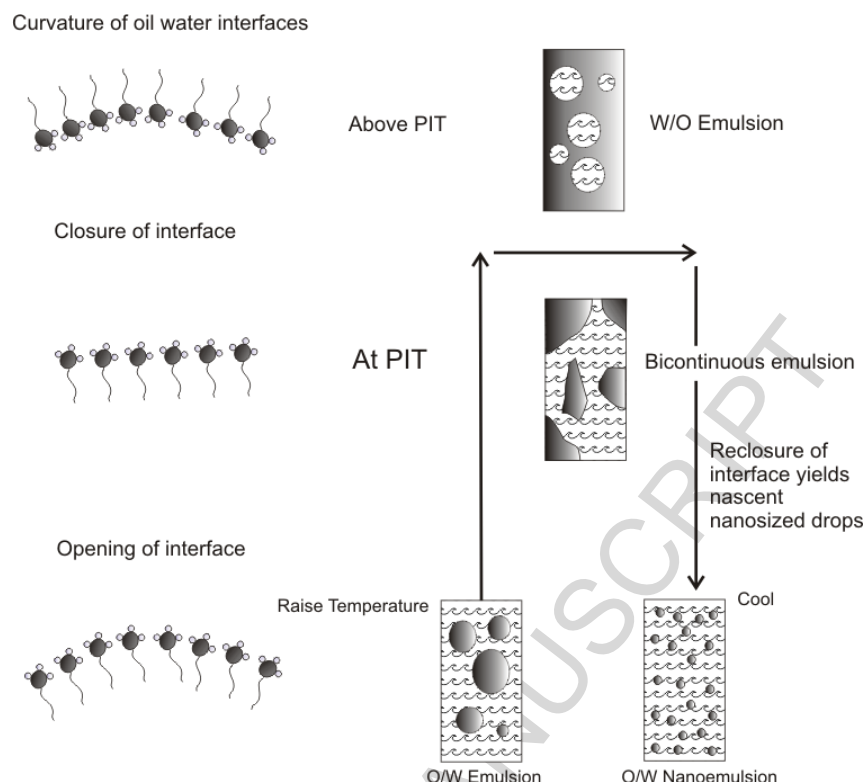 Curvature of oil water interfaces
Above PIT
W/O Emulsion
Closure of interface
At PIT
Bicontinuous emulsion
Reclosure of
interface yields
nascent
nanosized drops
Opening of interface
Raise Temperature
Cool
O/W Emulsion
O/W Nanoemulsion
NUSCRIPT